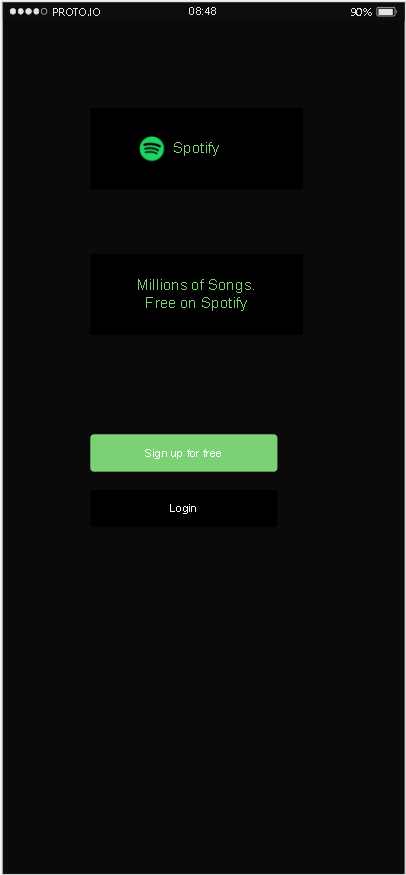 PROTO.IO 08:48 90%
Spotify
Millions of Songs.
Free on Spotify
Sign up for free
Login